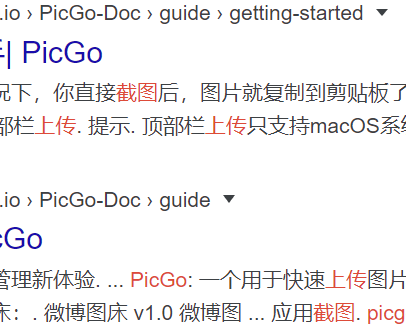 .io › PicGo-Doc › guide › getting-started
| PicGo
况下，你直接截图后，图片就复制到剪贴板了
部栏上传. 提示. 顶部栏上传只支持macOS系
.io › PicGo-Doc › guide
cGo
管理新体验. ... PicGo: 一个用于快速上传图片
床：. 微博图床 v1.0 微博图 ... 应用截图. picg